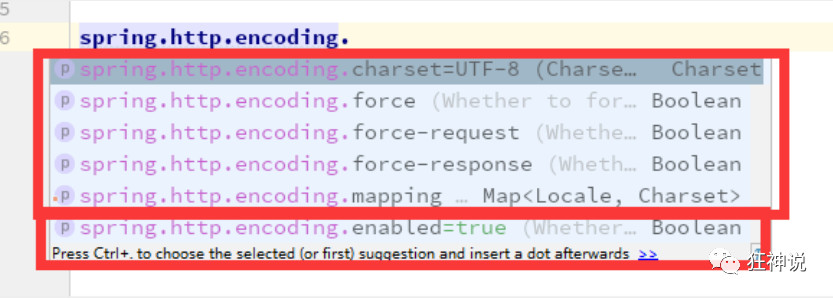 5
6 spring.http.encoding.
p spring.http.encoding.charset=UTF-8 (Charse… Charset
p spring.http.encoding.force (Whether to for… Boolean
p spring.http.encoding.force-request (Whethe… Boolean
p spring.http.encoding.force-response (Wheth… Boolean
p spring.http.encoding.mapping … Map<Locale, Charset>
p spring.http.encoding.enabled=true (Whether… Boolean
Press Ctrl+. to choose the selected (or first) suggestion and insert a dot afterwards >>
狂神说